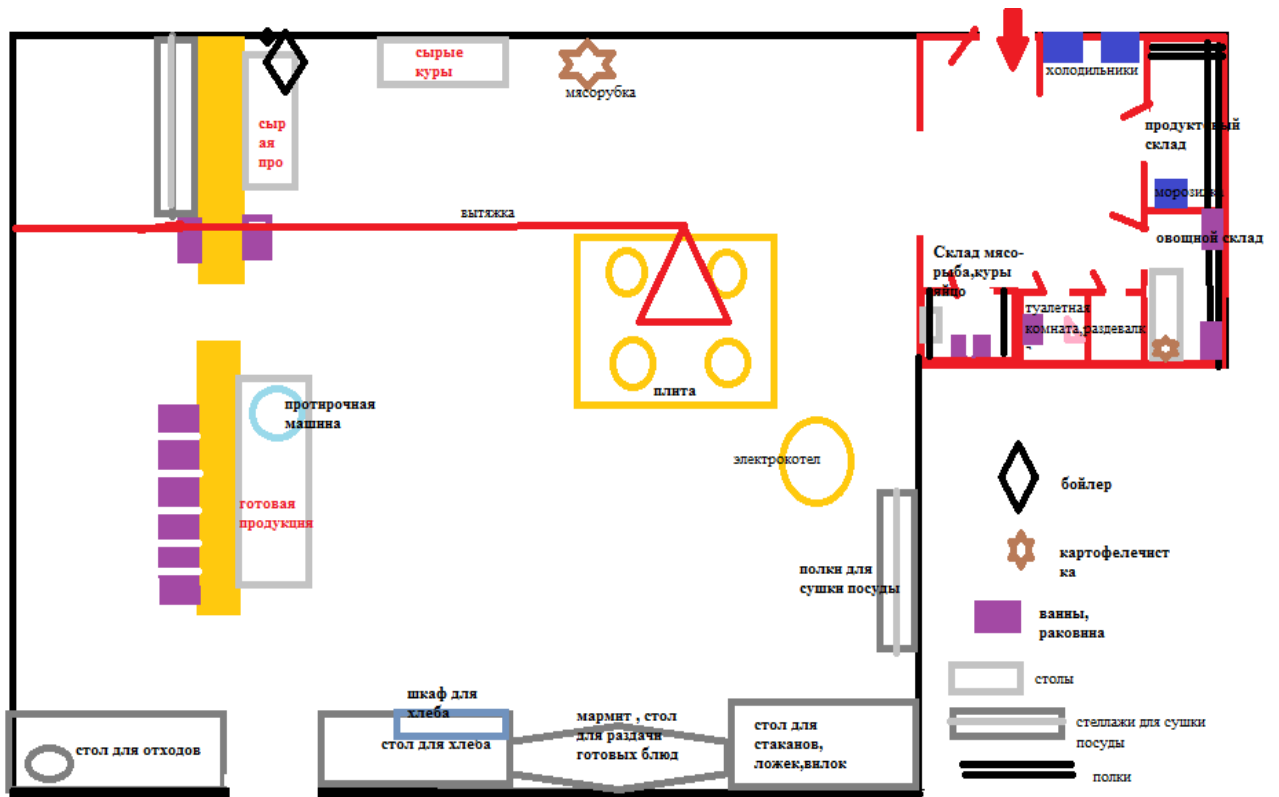 сырые
куры
мясорубка
холодильники
сыр
ая
про
продуктовый
склад
морозилка
вытяжка
овощной склад
Склад мясо-
рыба,куры
яйцо
туалетная
комната,раздевалк
плита
протирочная
машина
электрокотел
готовая
продукция
бойлер
картофелечист
ка
полки для
сушки посуды
ванны,
раковина
столы
шкаф для
хлеба
стол для хлеба
мармит , стол
для раздачи
готовых блюд
стол для
стаканов,
ложек,вилок
стол для отходов
стеллажи для сушки
посуды
полки